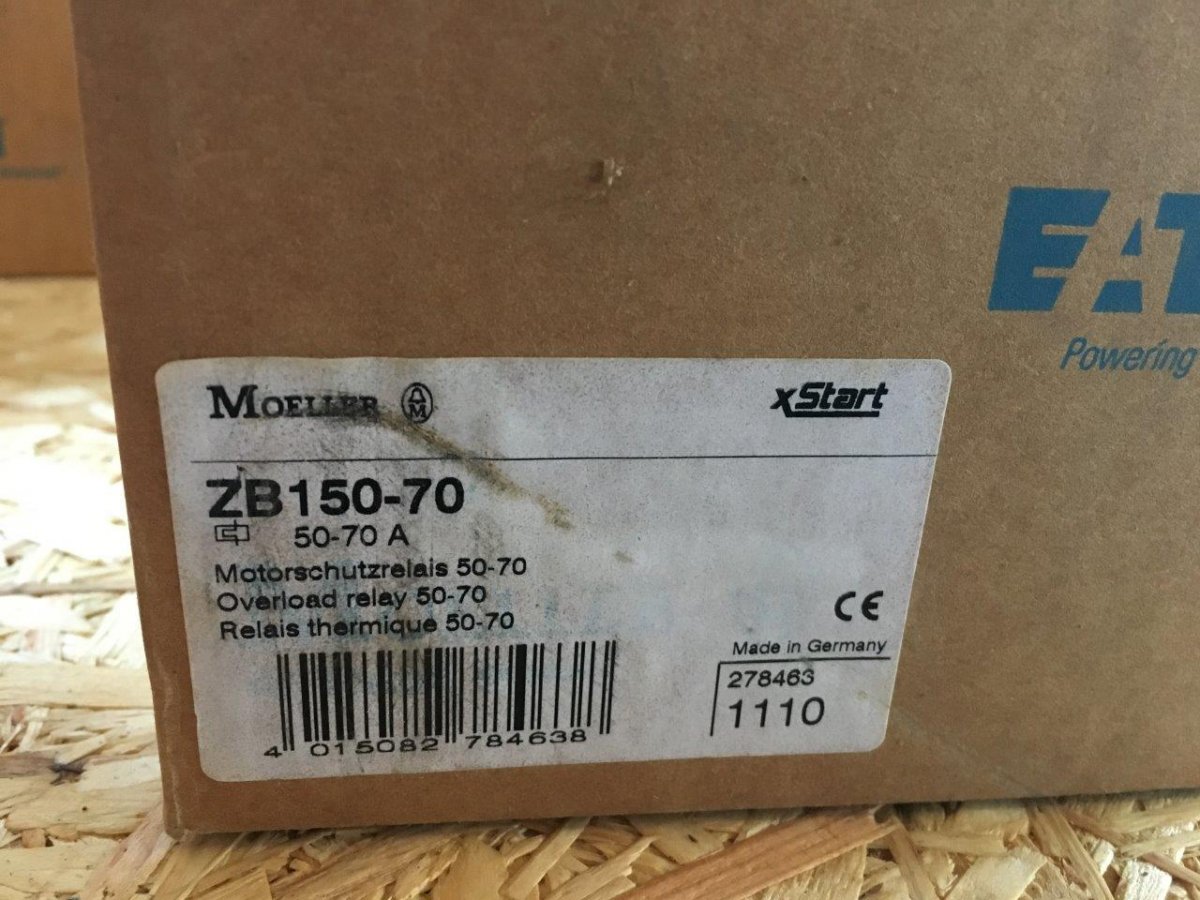 EAT
Powering
MOELLER
xStart
ZB150-70
50-70 A
Motorschutzrelais 50-70
Overload relay 50-70
Relais thermique 50-70
CE
Made in Germany
278463
1110
4 015082 784638